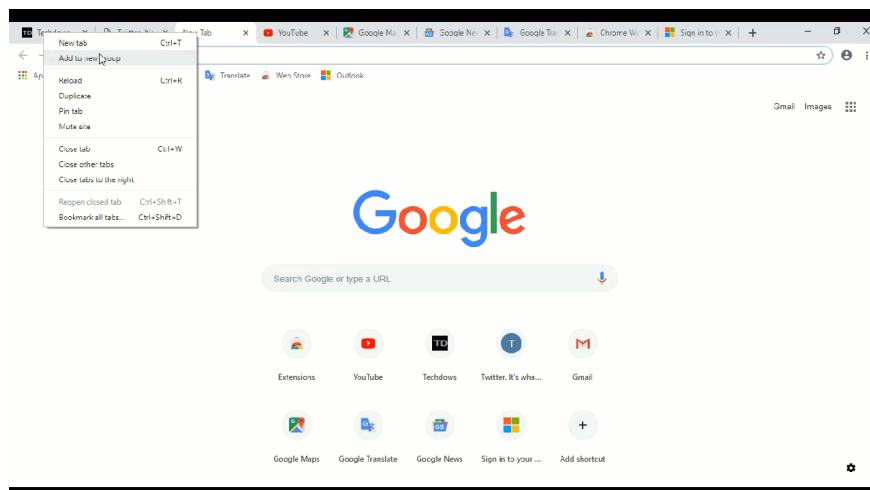 Tab YouTube Google Ma Google Ne Google Tra Chrome We Sign in to y
New tab Ctrl+T
Add to new group
Reload Ctrl+R
Duplicate
Pin tab
Mute site
Close tab Ctrl+W
Close other tabs
Close tabs to the right
Reopen closed tab Ctrl+Shift+T
Bookmark all tabs... Ctrl+Shift+D
Ap Translate Web Store Outlook
Gmail Images
Google
Search Google or type a URL
TD T
Extensions YouTube Techdows Twitter. It's wha... Gmail
Google Maps Google Translate Google News Sign in to your ... Add shortcut